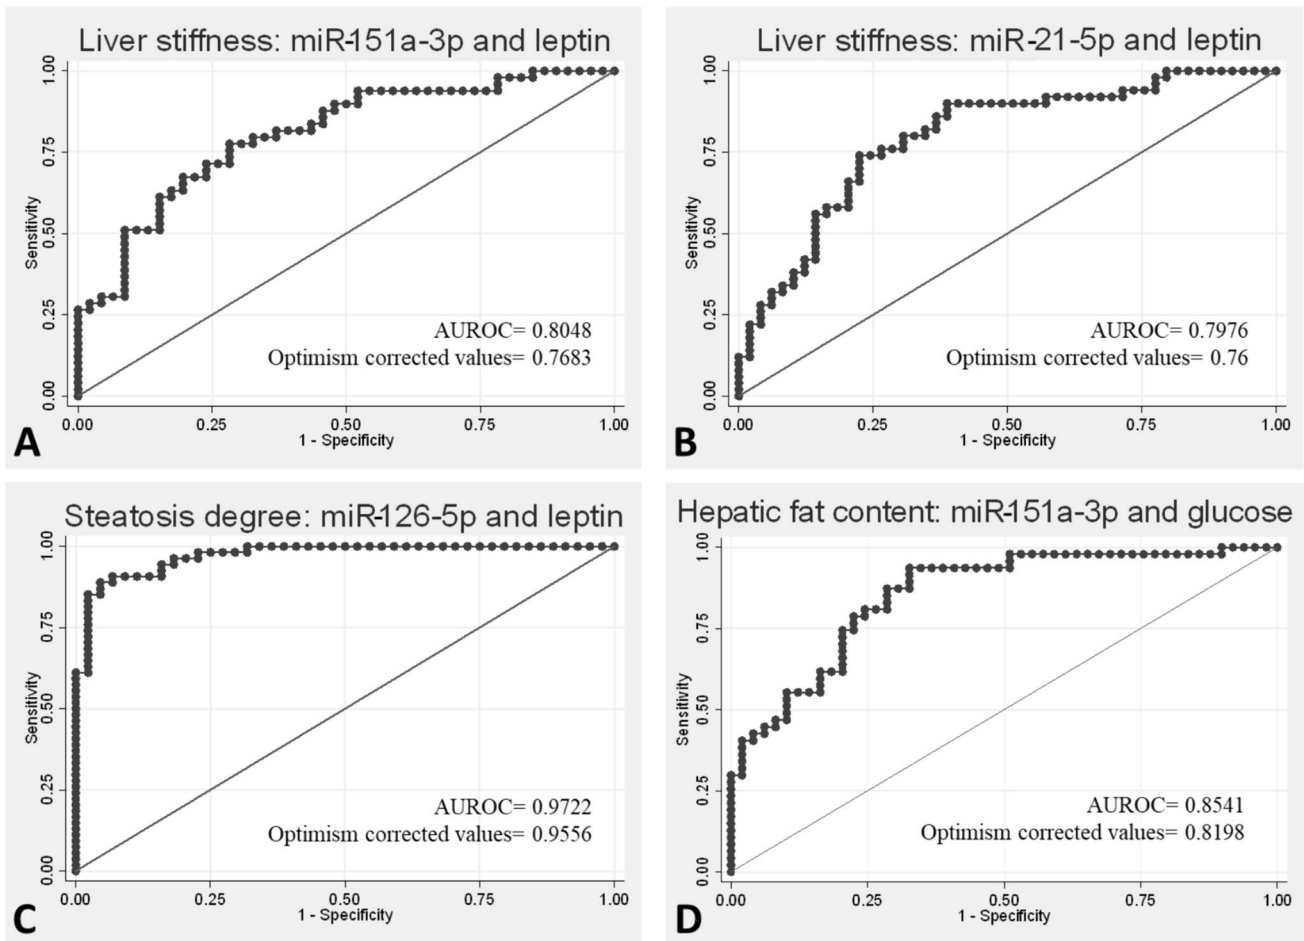 Liver stiffness: miR-151a-3p and leptin
Sensitivity
1.00
0.75
0.50
0.25
0.00
AUROC= 0.8048
Optimism corrected values= 0.7683
0.00 0.25 0.50 0.75 1.00
1 - Specificity
A
Liver stiffness: miR-21-5p and leptin
Sensitivity
1.00
0.75
0.50
0.25
0.00
AUROC= 0.7976
Optimism corrected values= 0.76
0.00 0.25 0.50 0.75 1.00
1 - Specificity
B
Steatosis degree: miR-126-5p and leptin
Sensitivity
1.00
0.75
0.50
0.25
0.00
AUROC= 0.9722
Optimism corrected values= 0.9556
0.00 0.25 0.50 0.75 1.00
1 - Specificity
C
Hepatic fat content: miR-151a-3p and glucose
Sensitivity
1.00
0.75
0.50
0.25
0.00
AUROC= 0.8541
Optimism corrected values= 0.8198
0.00 0.25 0.50 0.75 1.00
1 - Specificity
D